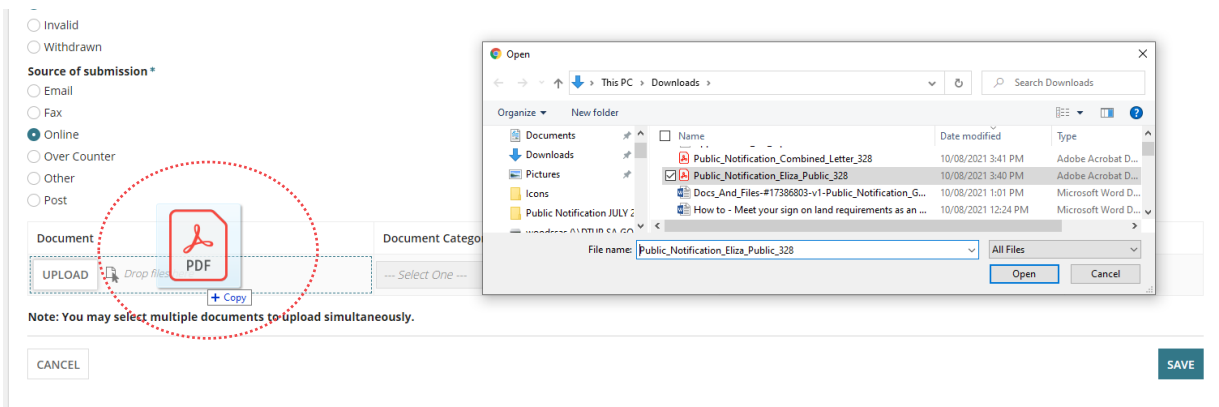 Invalid
Withdrawn
Source of submission *
Email
Fax
Online
Over Counter
Other
Post
Document
Document Catego
UPLOAD
Drop files
PDF
+ Copy
--- Select One ---
Note: You may select multiple documents to upload simultaneously.
CANCEL
SAVE
Open
This PC > Downloads >
Search Downloads
Organize
New folder
Documents
Downloads
Pictures
Icons
Public Notification JULY 2
Name Date modified Type
Public_Notification_Combined_Letter_328 10/08/2021 3:41 PM Adobe Acrobat D...
Public_Notification_Eliza_Public_328 10/08/2021 3:40 PM Adobe Acrobat D...
Docs_And_Files-#17386803-v1-Public_Notification_G... 10/08/2021 1:01 PM Microsoft Word D...
How to - Meet your sign on land requirements as an ... 10/08/2021 12:24 PM Microsoft Word D...
File name: Public_Notification_Eliza_Public_328
All Files
Open
Cancel